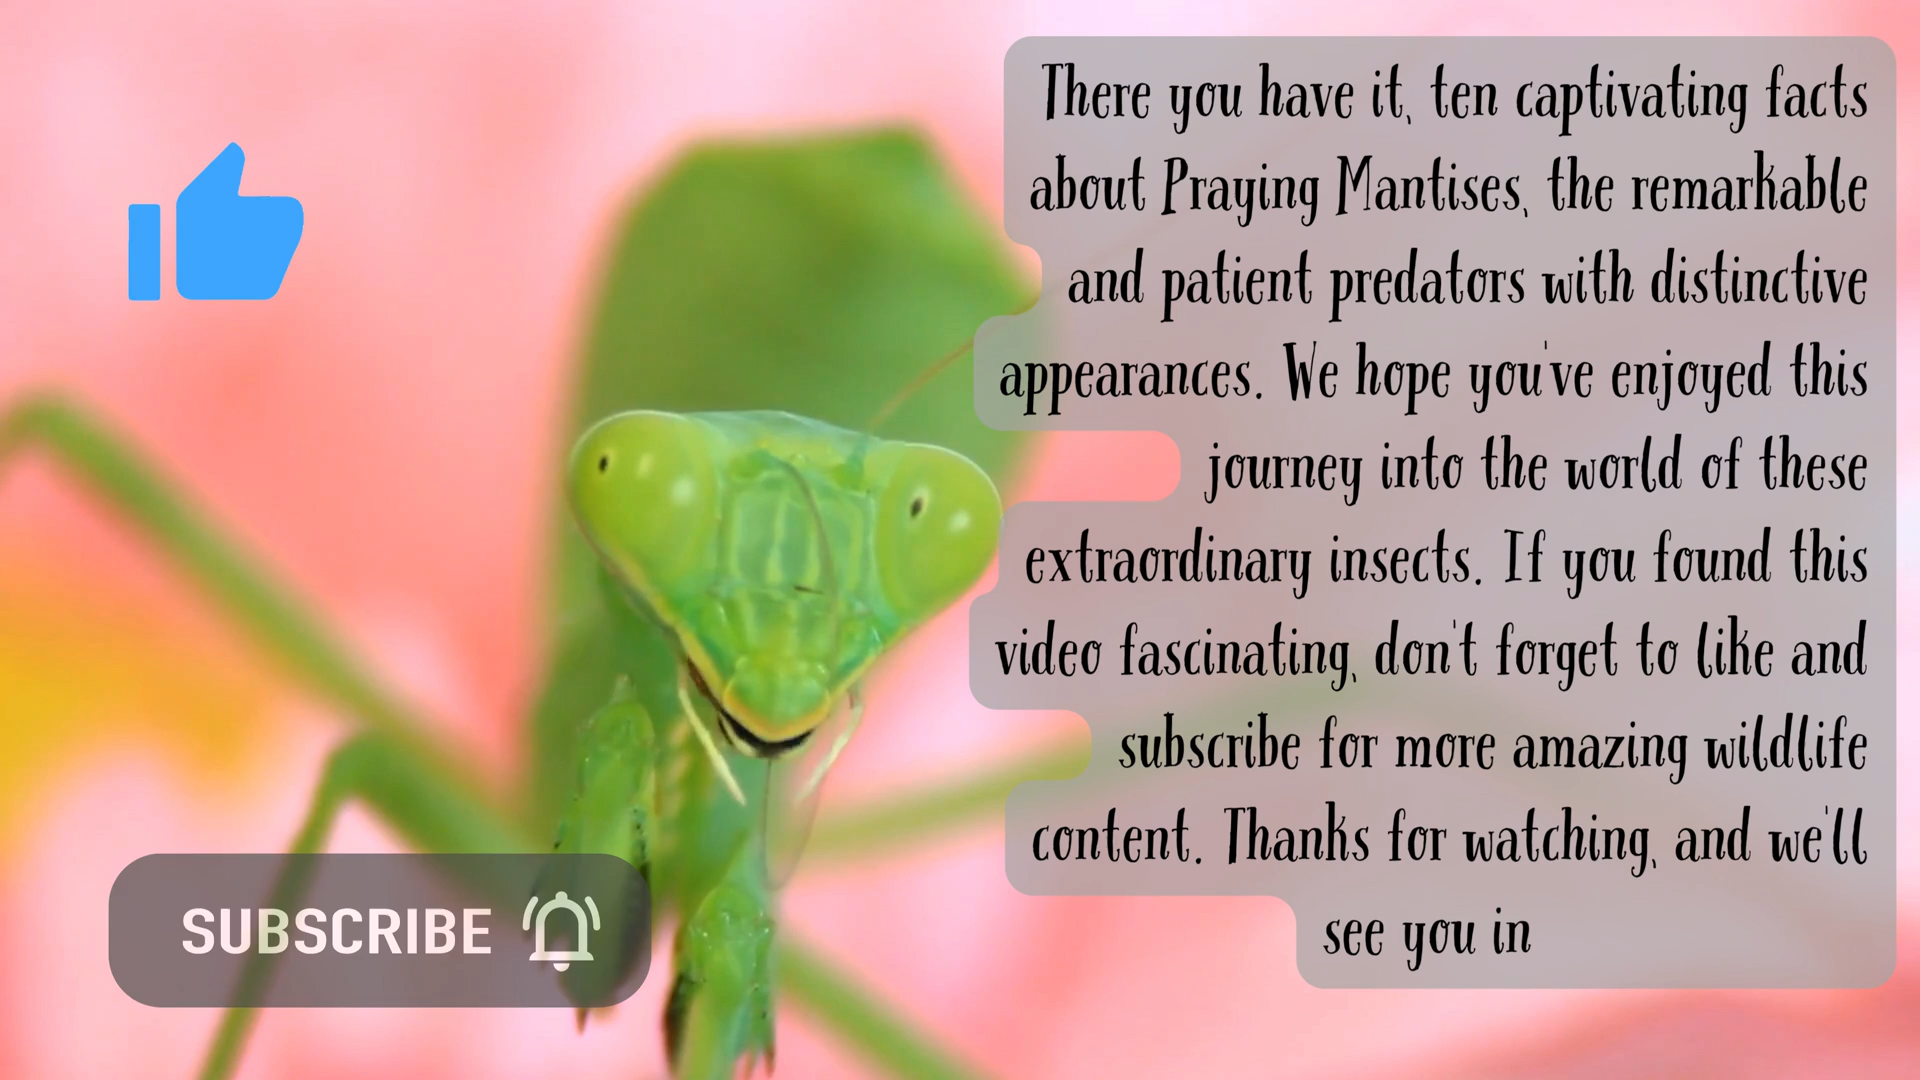 There you have it, ten captivating facts
about Praying Mantises, the remarkable
and patient predators with distinctive
appearances. We hope you've enjoyed this
journey into the world of these
extraordinary insects. If you found this
video fascinating, don't forget to like and
subscribe for more amazing wildlife
content. Thanks for watching, and we'll
see you in
SUBSCRIBE